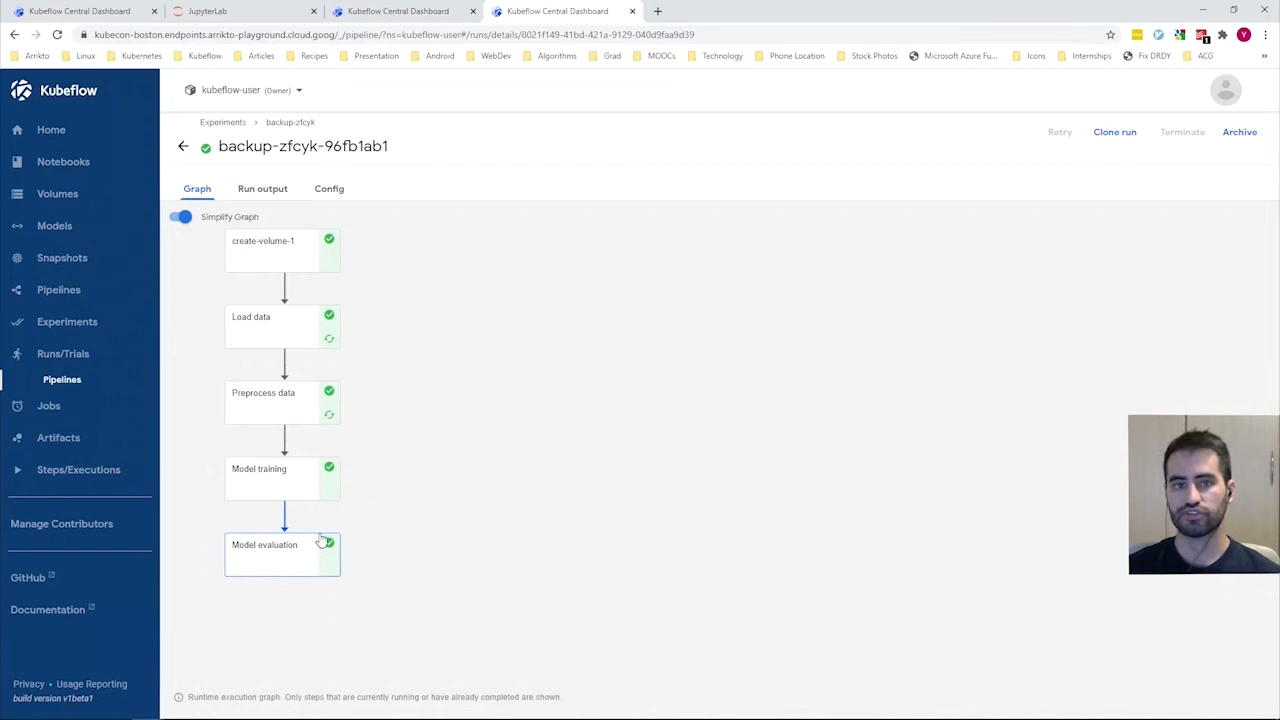 Kubeflow Central Dashboard
JupyterLab
Kubeflow Central Dashboard
Kubeflow Central Dashboard
kubecon-boston.endpoints.arrikto-playground.cloud.goog/_/pipeline/?ns=kubeflow-user#/runs/details/8021f149-41bd-421a-9129-040d9faa9d39
Arrikto Linux Kubernetes Kubeflow Articles Recipes Presentation Android WebDev Algorithms Grad MOOCs Technology Phone Location Stock Photos Microsoft Azure Fu... Icons Internships Fix DRDY ACG »
Kubeflow
kubeflow-user (Owner)
Experiments > backup-zfcyk
backup-zfcyk-96fb1ab1
Retry Clone run Terminate Archive
Graph Run output Config
Simplify Graph
create-volume-1
Load data
Preprocess data
Model training
Model evaluation
Runtime execution graph. Only steps that are currently running or have already completed are shown.
Home
Notebooks
Volumes
Models
Snapshots
Pipelines
Experiments
Runs/Trials
Pipelines
Jobs
Artifacts
Steps/Executions
Manage Contributors
GitHub
Documentation
Privacy • Usage Reporting
build version v1beta1